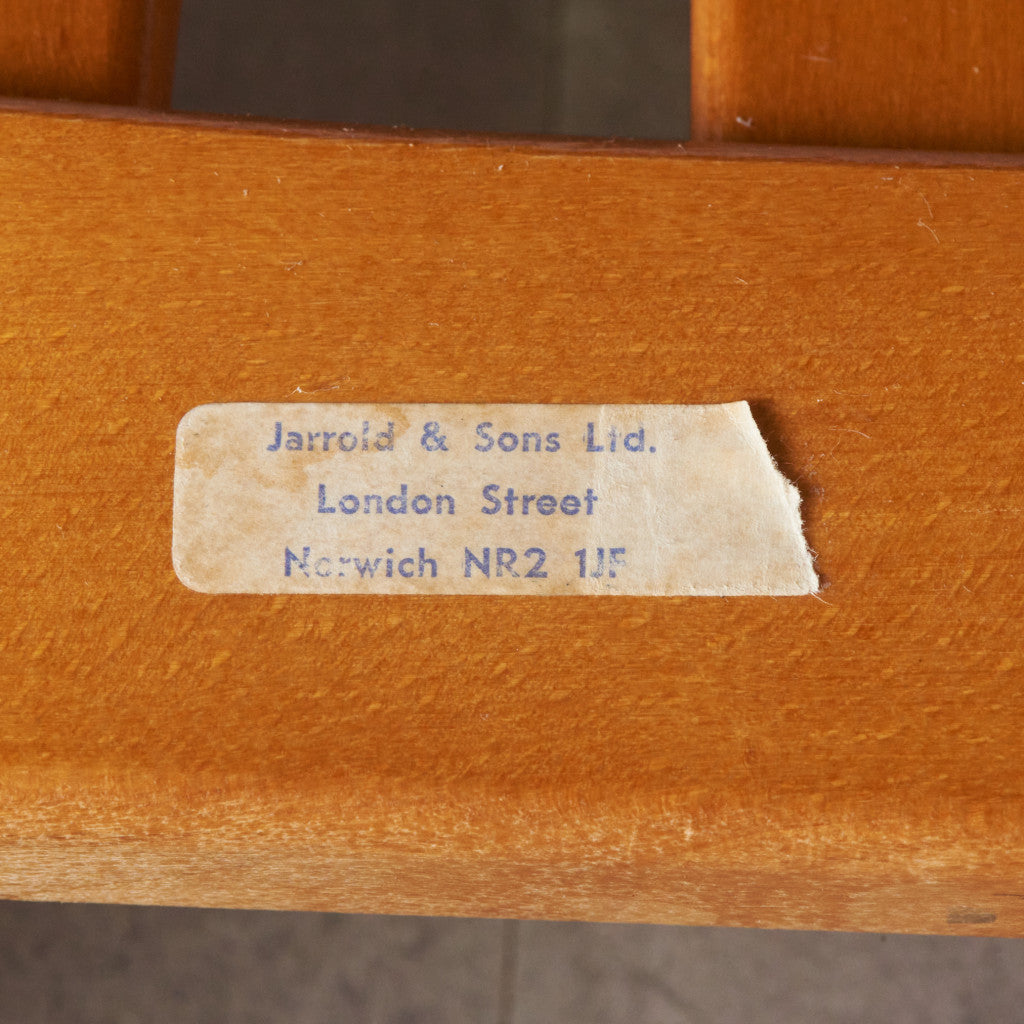 Jarrold & Sons Ltd.
London Street
Norwich NR2 1JF